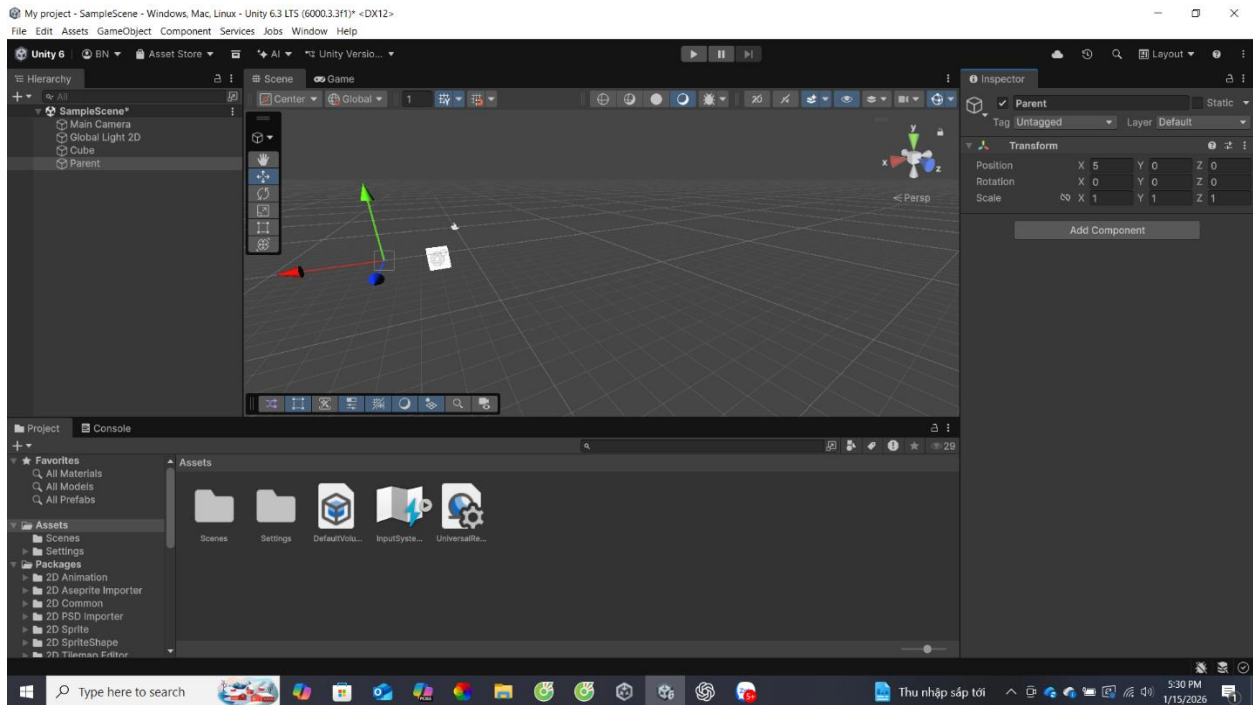 My project - SampleScene - Windows, Mac, Linux - Unity 6.3 LTS (6000.3.3f1)* <DX12>
File Edit Assets GameObject Component Services Jobs Window Help
Unity 6 BN Asset Store AI Unity Versio... Layout
Hierarchy Scene Game Inspector
All Center Global 1 2D Parent Static
SampleScene* Tag Untagged Layer Default
Main Camera
Global Light 2D
Cube
Parent
y x z
Persp
Transform
Position X 5 Y 0 Z 0
Rotation X 0 Y 0 Z 0
Scale X 1 Y 1 Z 1
Add Component
Project Console
29
Favorites
All Materials
All Models
All Prefabs
Assets
Scenes
Settings
Packages
2D Animation
2D Aseprite Importer
2D Common
2D PSD Importer
2D Sprite
2D SpriteShape
2D Tilemap Editor
Assets
Scenes Settings DefaultVolu... InputSyste... UniversalRe...
Type here to search Thu nhập sắp tới 5:30 PM
1/15/2026